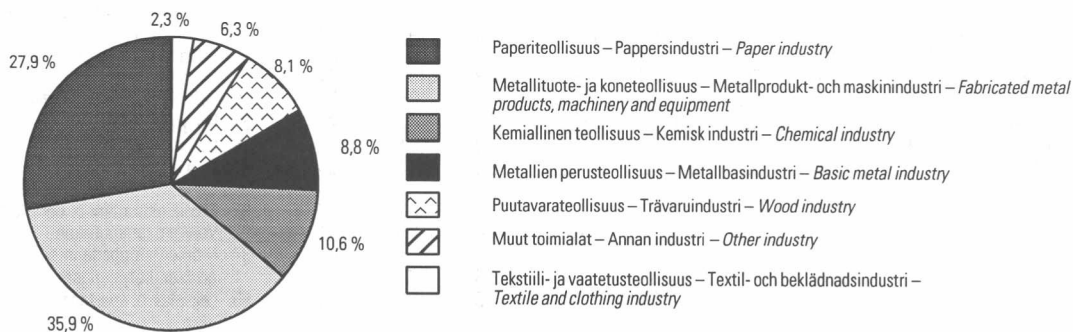 2,3 %
6,3 %
27,9 %
8,1 %
8,8 %
10,6 %
35,9 %
Paperiteollisuus – Pappersindustri – Paper industry
Metallituote- ja koneteollisuus – Metallprodukt- och maskinindustri – Fabricated metal
products, machinery and equipment
Kemiallinen teollisuus – Kemisk industri – Chemical industry
Metallien perusteollisuus – Metallbasindustri – Basic metal industry
Puutavarateollisuus – Trävaruindustri – Wood industry
Muut toimialat – Annan industri – Other industry
Tekstiili- ja vaatetusteollisuus – Textil- och beklädnadsindustri –
Textile and clothing industry